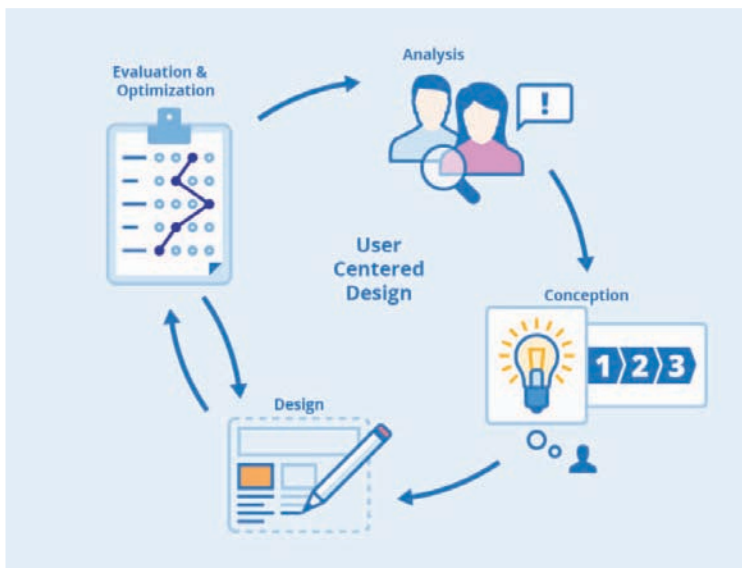 Evaluation &
Optimization
Analysis
!
User
Centered
Design
Conception
1 2 3
Design